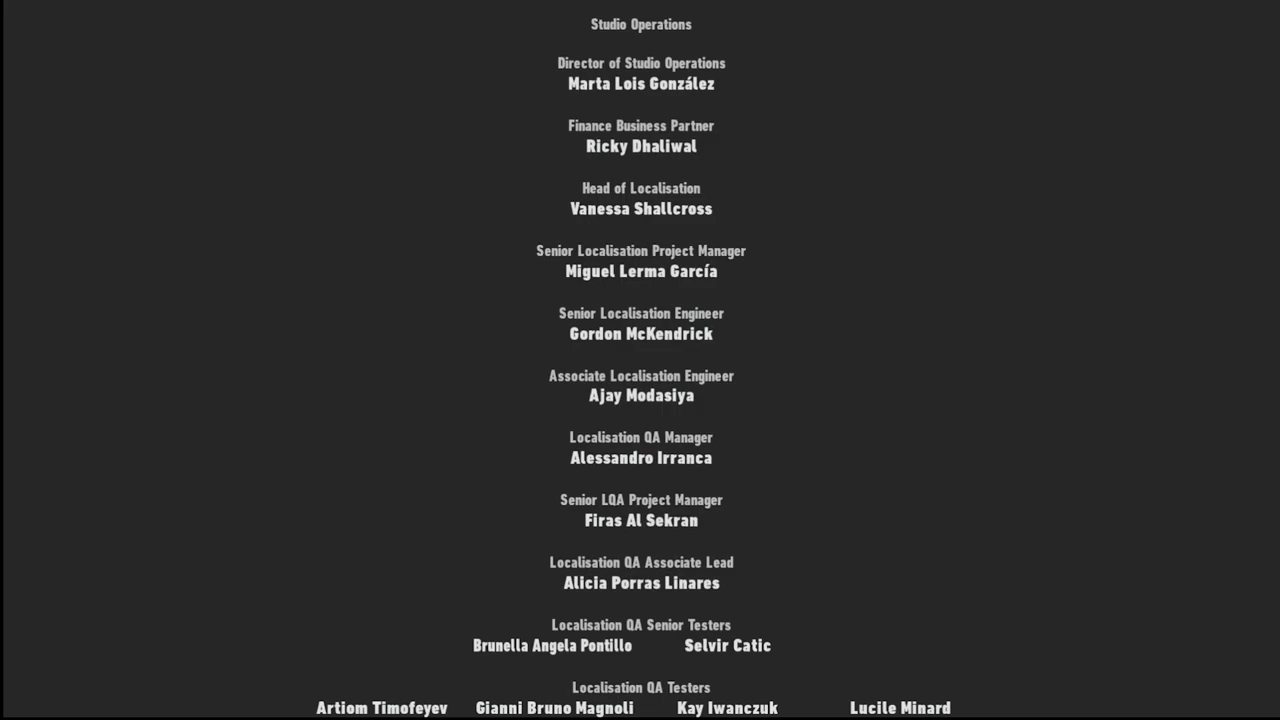 Studio Operations
Director of Studio Operations
Marta Lois González
Finance Business Partner
Ricky Dhaliwal
Head of Localisation
Vanessa Shallcross
Senior Localisation Project Manager
Miguel Lerma García
Senior Localisation Engineer
Gordon McKendrick
Associate Localisation Engineer
Ajay Modasiya
Localisation QA Manager
Alessandro Irranca
Senior LQA Project Manager
Firas Al Sekran
Localisation QA Associate Lead
Alicia Porras Linares
Localisation QA Senior Testers
Brunella Angela Pontillo Selvir Catic
Localisation QA Testers
Artiom Timofeyev Gianni Bruno Magnoli Kay Iwanczuk Lucile Minard